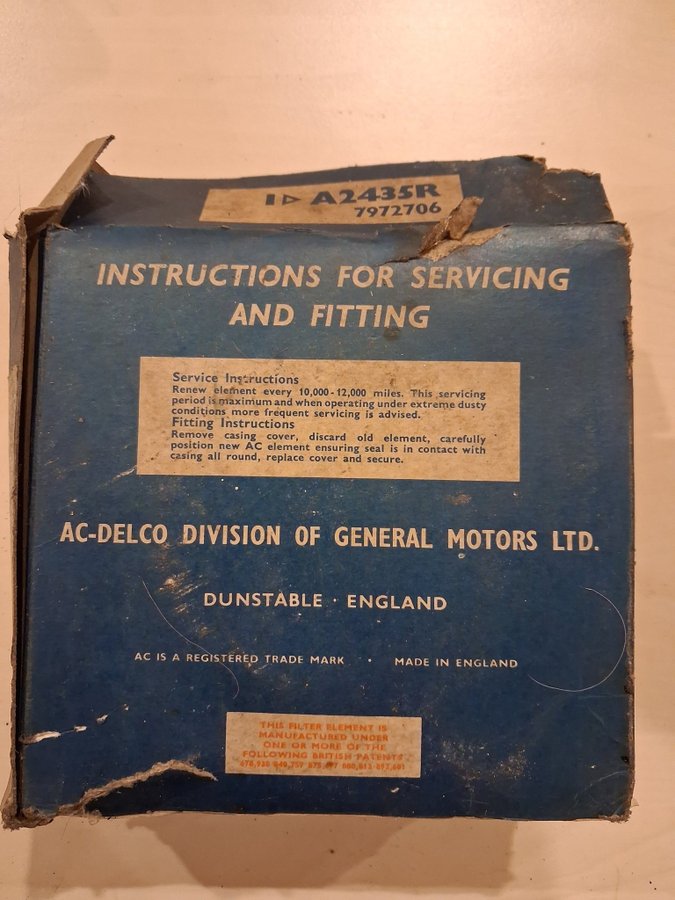 1▷ A2435R
7972706
INSTRUCTIONS FOR SERVICING
AND FITTING
Service Instructions
Renew element every 10,000-12,000 miles. This servicing
period is maximum and when operating under extreme dusty
conditions more frequent servicing is advised.
Fitting Instructions
Remove casing cover, discard old element, carefully
position new AC element ensuring seal is in contact with
casing all round, replace cover and secure.
AC-DELCO DIVISION OF GENERAL MOTORS LTD.
DUNSTABLE · ENGLAND
AC IS A REGISTERED TRADE MARK · MADE IN ENGLAND
THIS FILTER ELEMENT IS
MANUFACTURED UNDER
ONE OR MORE OF THE
FOLLOWING BRITISH PATENTS